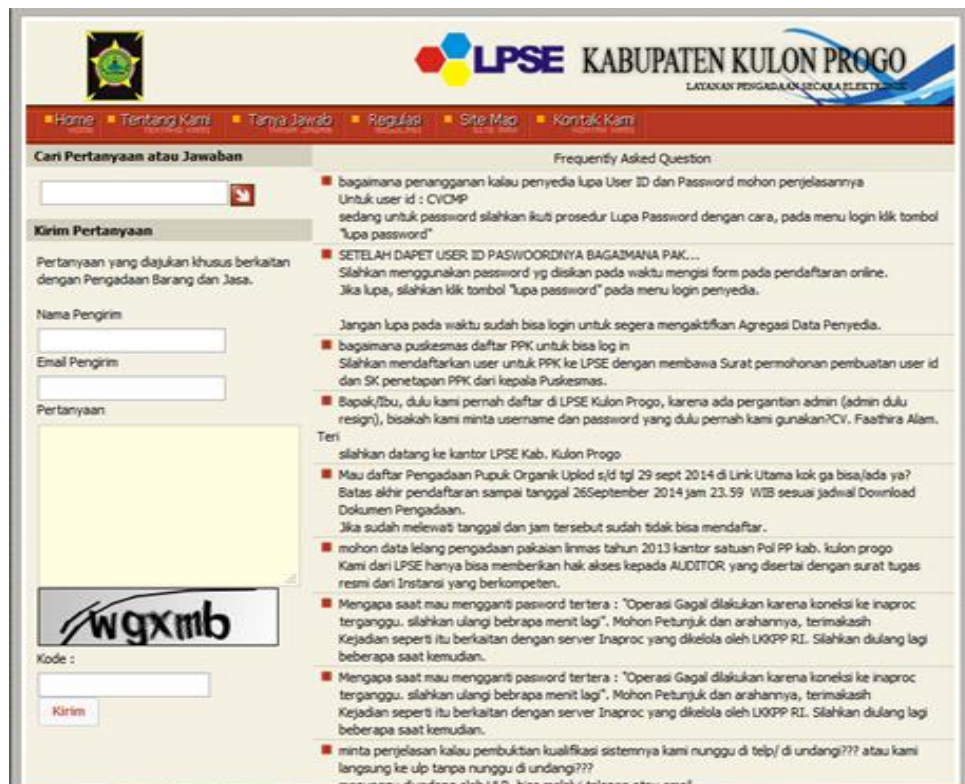 LPSE KABUPATEN KULON PROGO
LAYANAN PENGADAAN SECARA ELEKTRONIK
Home
Tentang Kami
Tanya Jawab
Regulasi
Site Map
Kontak Kami
Cari Pertanyaan atau Jawaban
Kirim Pertanyaan
Pertanyaan yang diajukan khusus berkaitan
dengan Pengadaan Barang dan Jasa.
Nama Pengirim
Email Pengirim
Pertanyaan
wgxmb
Kode :
Kirim
Frequently Asked Question
bagaimana penangganan kalau penyedia lupa User ID dan Password mohon penjelasannya
Untuk user id : CVCMP
sedang untuk password silahkan ikuti prosedur Lupa Password dengan cara, pada menu login klik tombol
"lupa password"
SETELAH DAPET USER ID PASWOORDNYA BAGAIMANA PAK...
Silahkan menggunakan password yg diisikan pada waktu mengisi form pada pendaftaran online.
Jika lupa, silahkan klik tombol "lupa password" pada menu login penyedia.
Jangan lupa pada waktu sudah bisa login untuk segera mengaktifkan Agregasi Data Penyedia.
bagaimana puskesmas daftar PPK untuk bisa log in
Silahkan mendaftarkan user untuk PPK ke LPSE dengan membawa Surat permohonan pembuatan user id
dan SK penetapan PPK dari kepala Puskesmas.
Bapak/Ibu, dulu kami pernah daftar di LPSE Kulon Progo, karena ada pergantian admin (admin dulu
resign), bisakah kami minta username dan password yang dulu pernah kami gunakan?CV. Faathira Alam.
Teri
silahkan datang ke kantor LPSE Kab. Kulon Progo
Mau daftar Pengadaan Pupuk Organik Uplod s/d tgl 29 sept 2014 di Link Utama kok ga bisa/ada ya?
Batas akhir pendaftaran sampai tanggal 26September 2014 jam 23.59 WIB sesuai jadwal Download
Dokumen Pengadaan.
Jika sudah melewati tanggal dan jam tersebut sudah tidak bisa mendaftar.
mohon data lelang pengadaan pakaian linmas tahun 2013 kantor satuan Pol PP kab. kulon progo
Kami dari LPSE hanya bisa memberikan hak akses kepada AUDITOR yang disertai dengan surat tugas
resmi dari Instansi yang berkompeten.
Mengapa saat mau mengganti pasword tertera : "Operasi Gagal dilakukan karena koneksi ke inaproc
terganggu. silahkan ulangi bebrapa menit lagi". Mohon Petunjuk dan arahannya, terimakasih
Kejadian seperti itu berkaitan dengan server Inaproc yang dikelola oleh LKKPP RI. Silahkan diulang lagi
beberapa saat kemudian.
Mengapa saat mau mengganti pasword tertera : "Operasi Gagal dilakukan karena koneksi ke inaproc
terganggu. silahkan ulangi bebrapa menit lagi". Mohon Petunjuk dan arahannya, terimakasih
Kejadian seperti itu berkaitan dengan server Inaproc yang dikelola oleh LKKPP RI. Silahkan diulang lagi
beberapa saat kemudian.
minta penjelasan kalau pembuktian kualifikasi sistemnya kami nunggu di telp/ di undangi??? atau kami
langsung ke ulp tanpa nunggu di undangi???